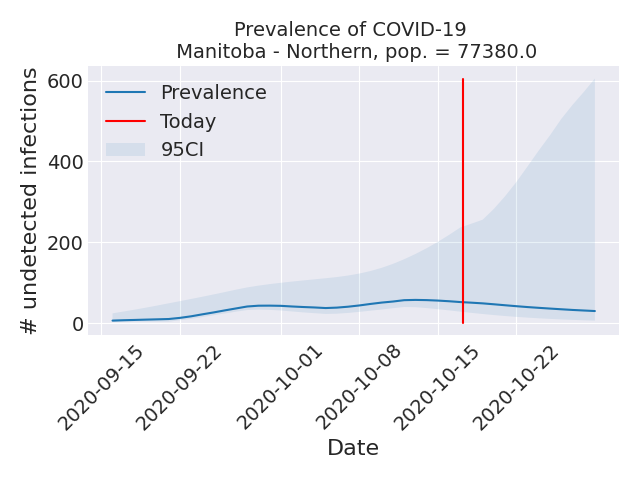 Prevalence of COVID-19
Manitoba - Northern, pop. = 77380.0
Prevalence
Today
95CI
600
400
200
0
# undetected infections
2020-09-15
2020-09-22
2020-10-01
2020-10-08
2020-10-15
2020-10-22
Date